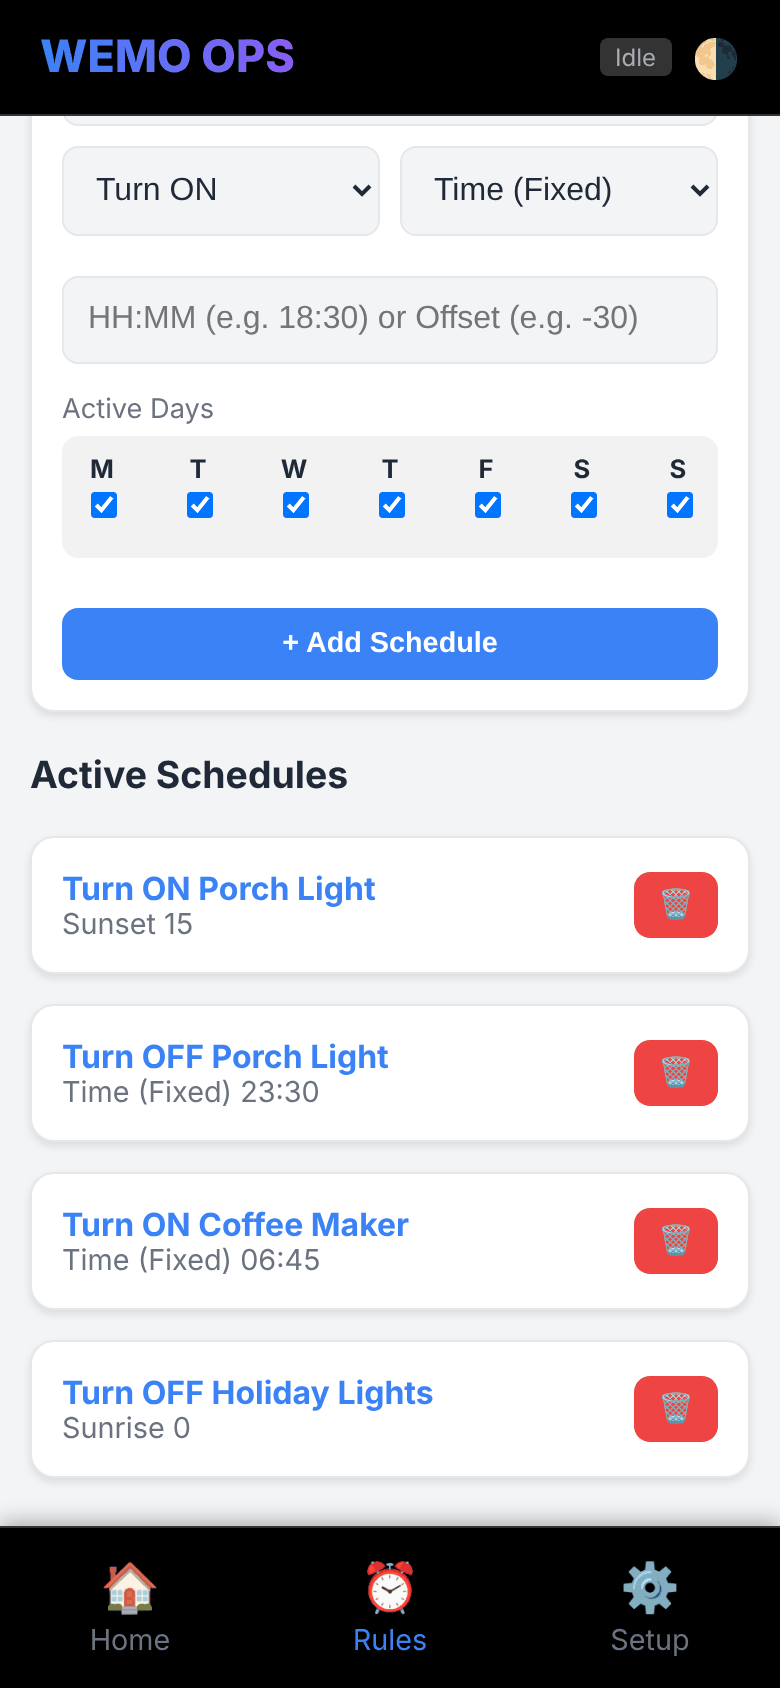 WEMO OPS
Idle
Turn ON
Time (Fixed)
HH:MM (e.g. 18:30) or Offset (e.g. -30)
Active Days
M T W T F S S
+ Add Schedule
Active Schedules
Turn ON Porch Light
Sunset 15
Turn OFF Porch Light
Time (Fixed) 23:30
Turn ON Coffee Maker
Time (Fixed) 06:45
Turn OFF Holiday Lights
Sunrise 0
Home
Rules
Setup